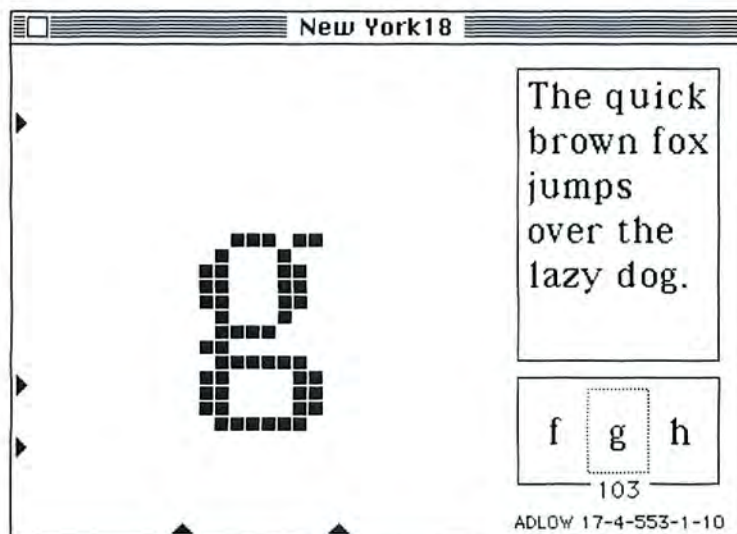 New York18
The quick
brown fox
jumps
over the
lazy dog.
g
f g h
103
ADLOW 17-4-553-1-10